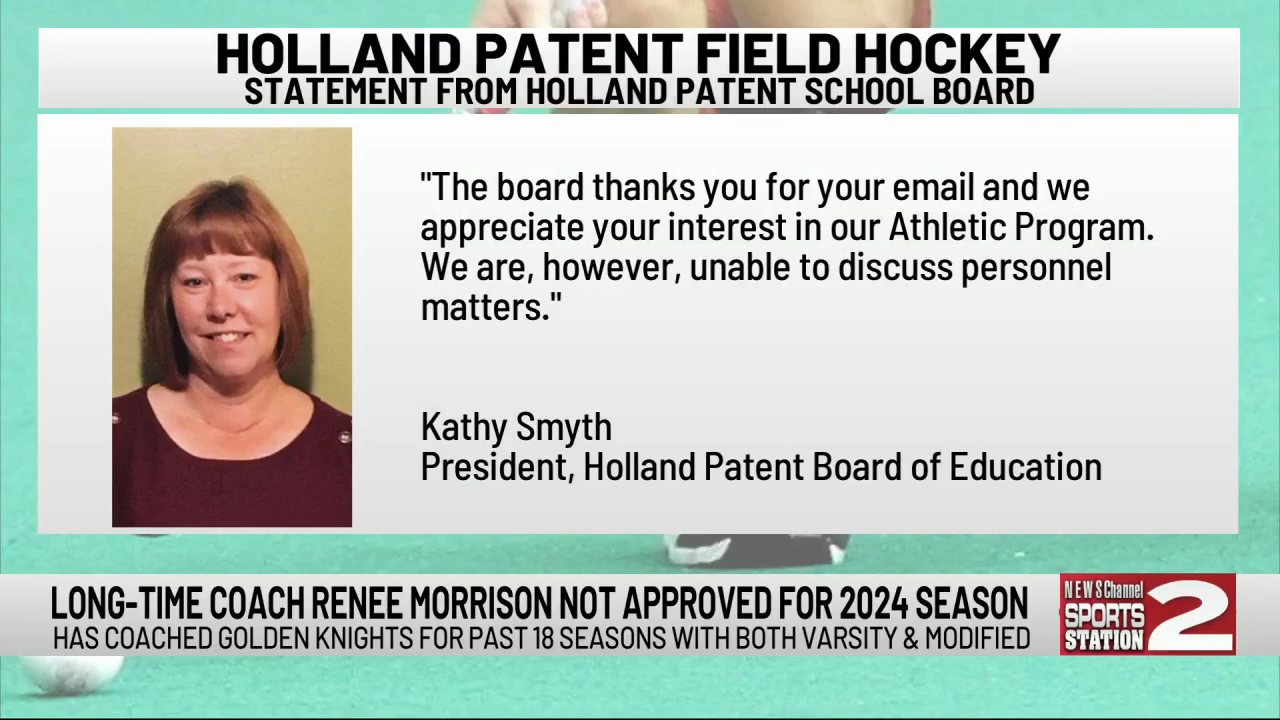 HOLLAND PATENT FIELD HOCKEY
STATEMENT FROM HOLLAND PATENT SCHOOL BOARD
"The board thanks you for your email and we
appreciate your interest in our Athletic Program.
We are, however, unable to discuss personnel
matters."
Kathy Smyth
President, Holland Patent Board of Education
LONG-TIME COACH RENEE MORRISON NOT APPROVED FOR 2024 SEASON
HAS COACHED GOLDEN KNIGHTS FOR PAST 18 SEASONS WITH BOTH VARSITY & MODIFIED
NEWSChannel
SPORTS
STATION
2